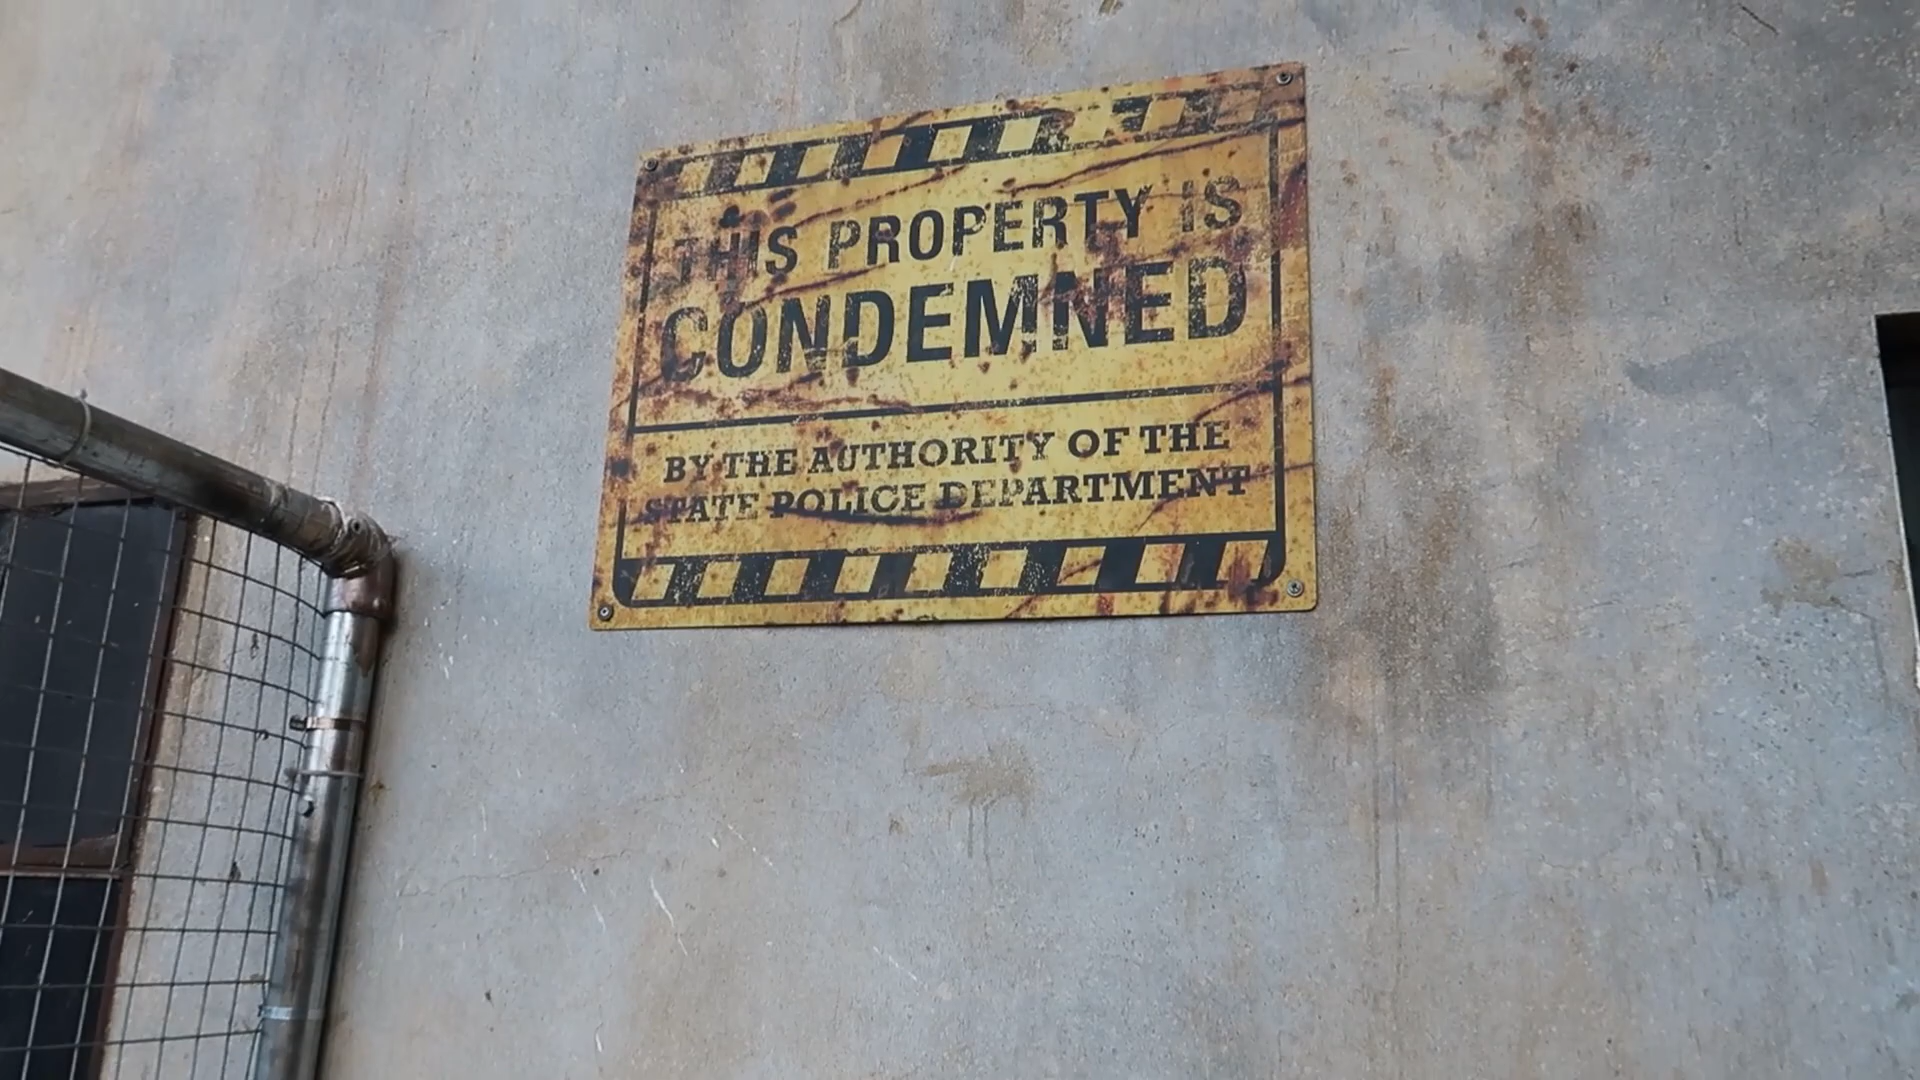 THIS PROPERTY IS
CONDEMNED
BY THE AUTHORITY OF THE
STATE POLICE DEPARTMENT